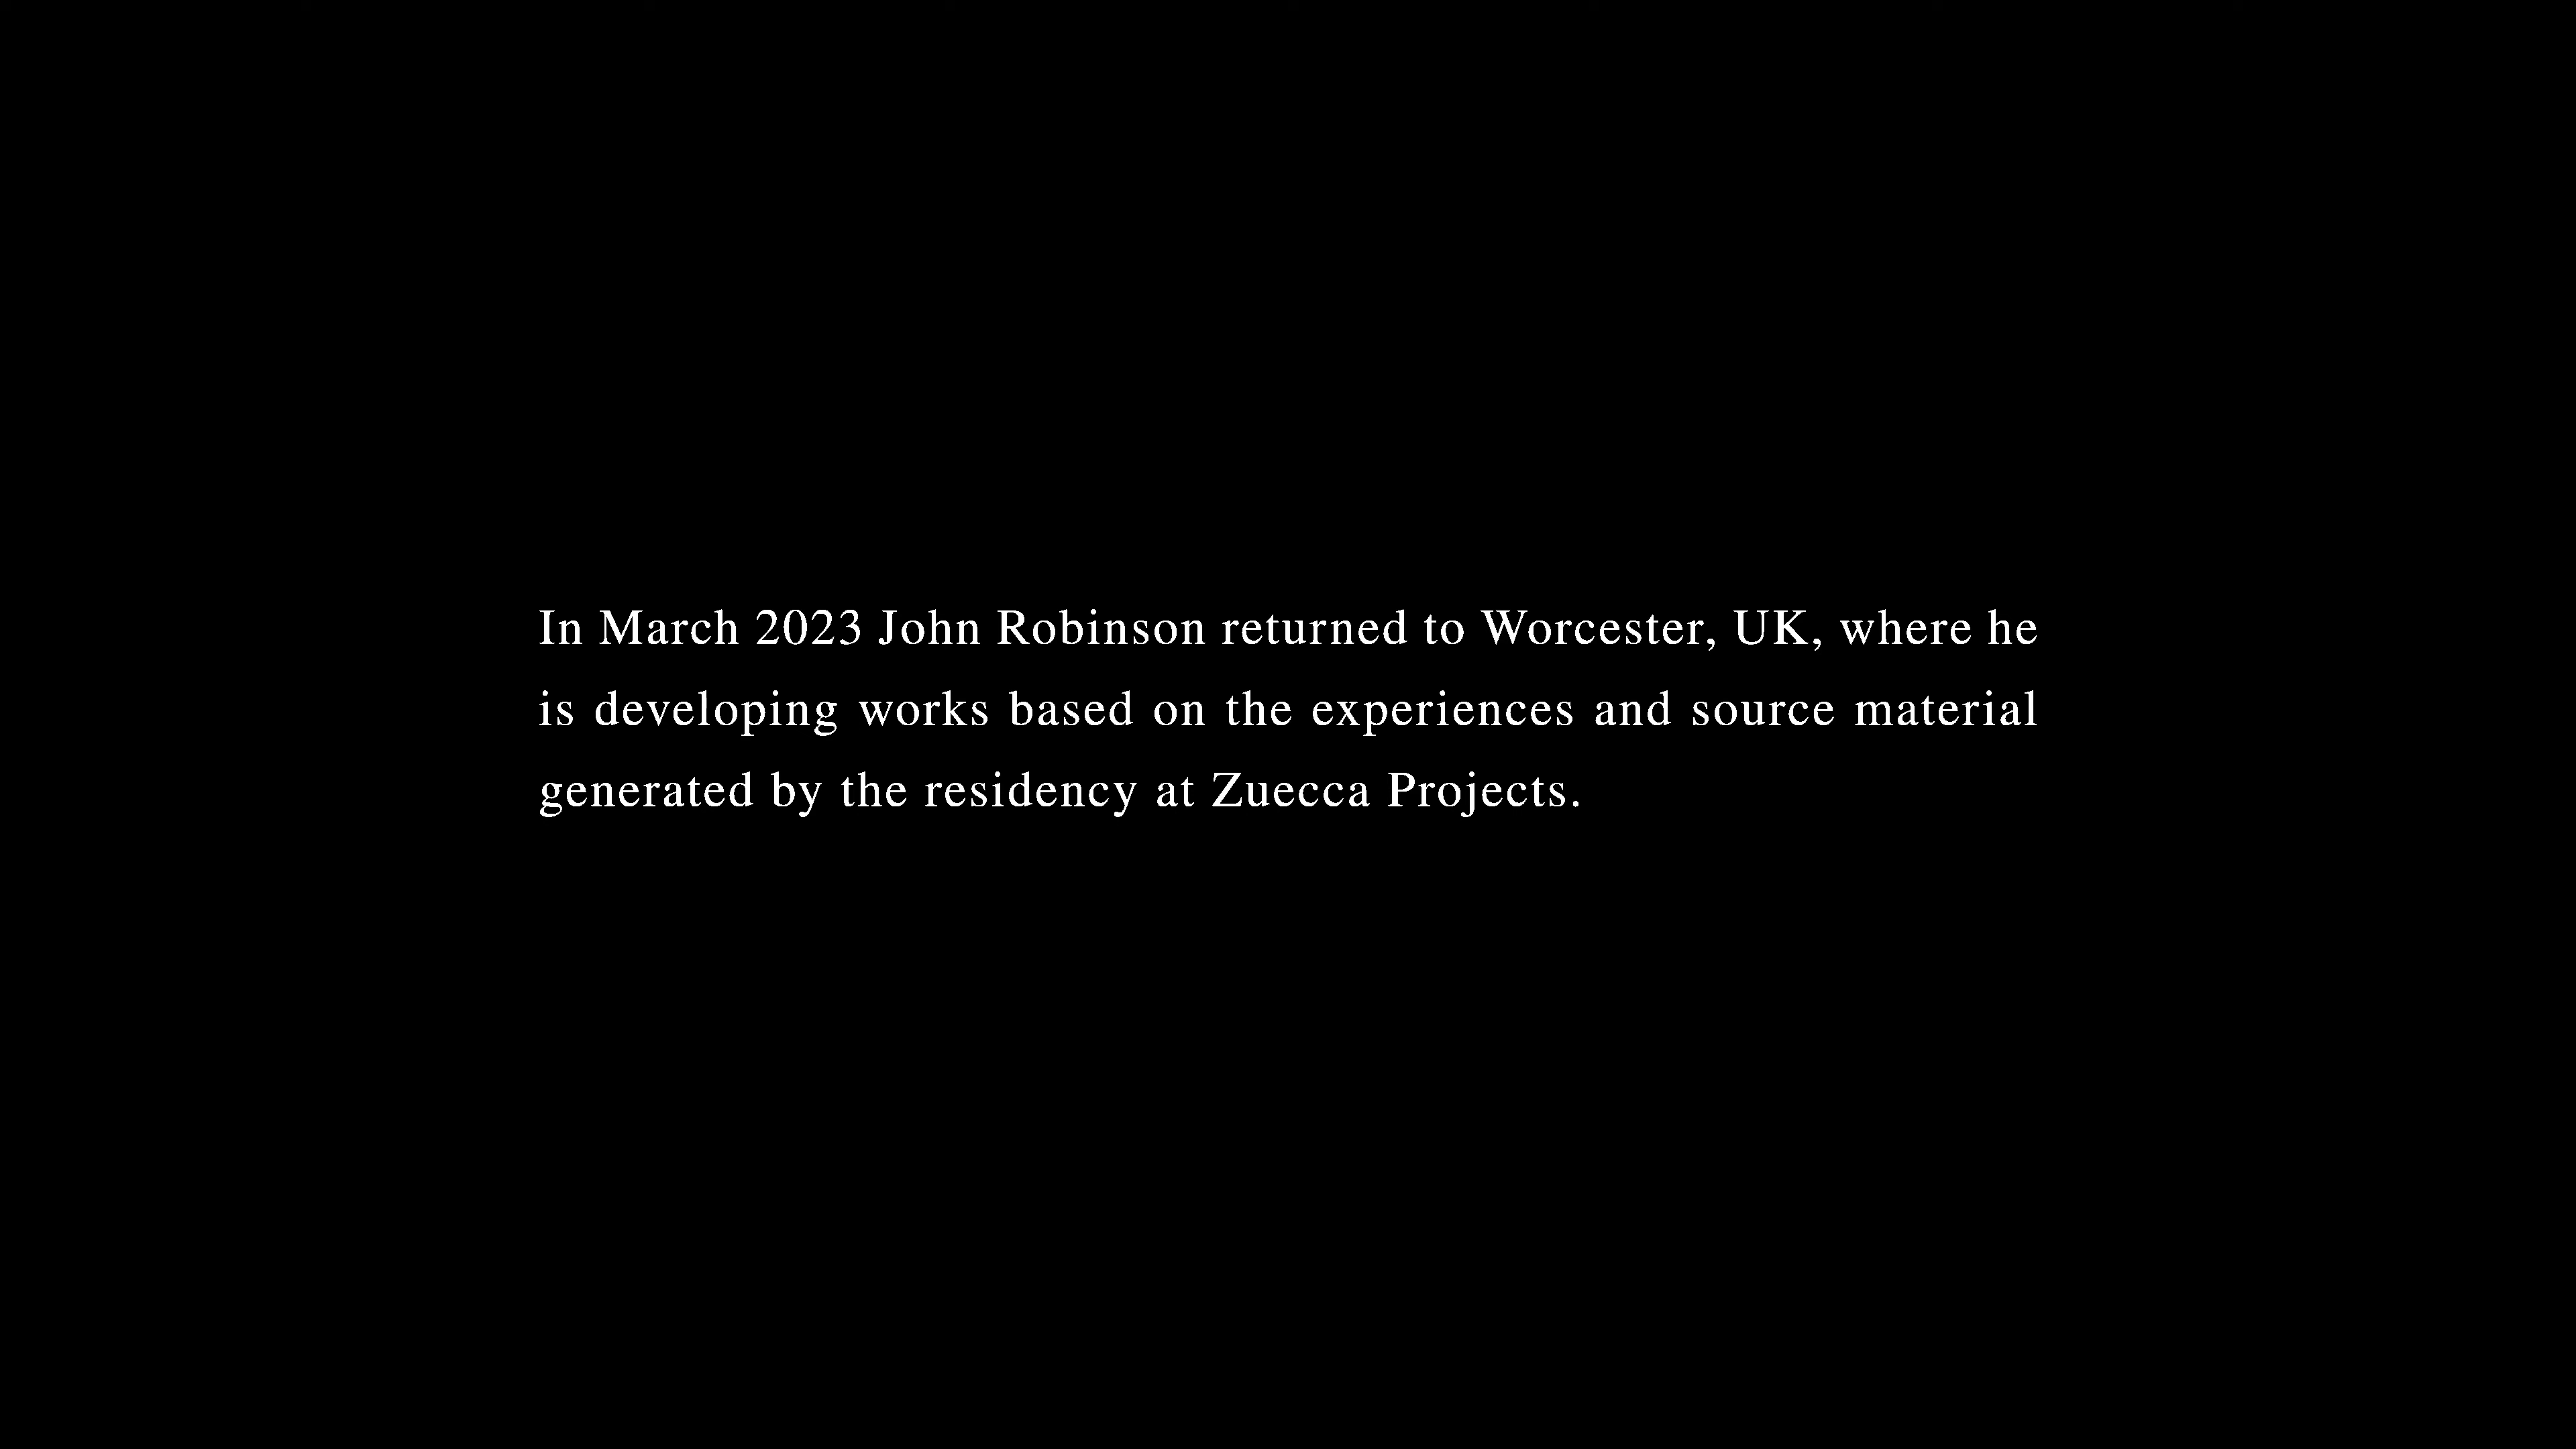 In March 2023 John Robinson returned to Worcester, UK, where he
is developing works based on the experiences and source material
generated by the residency at Zuecca Projects.